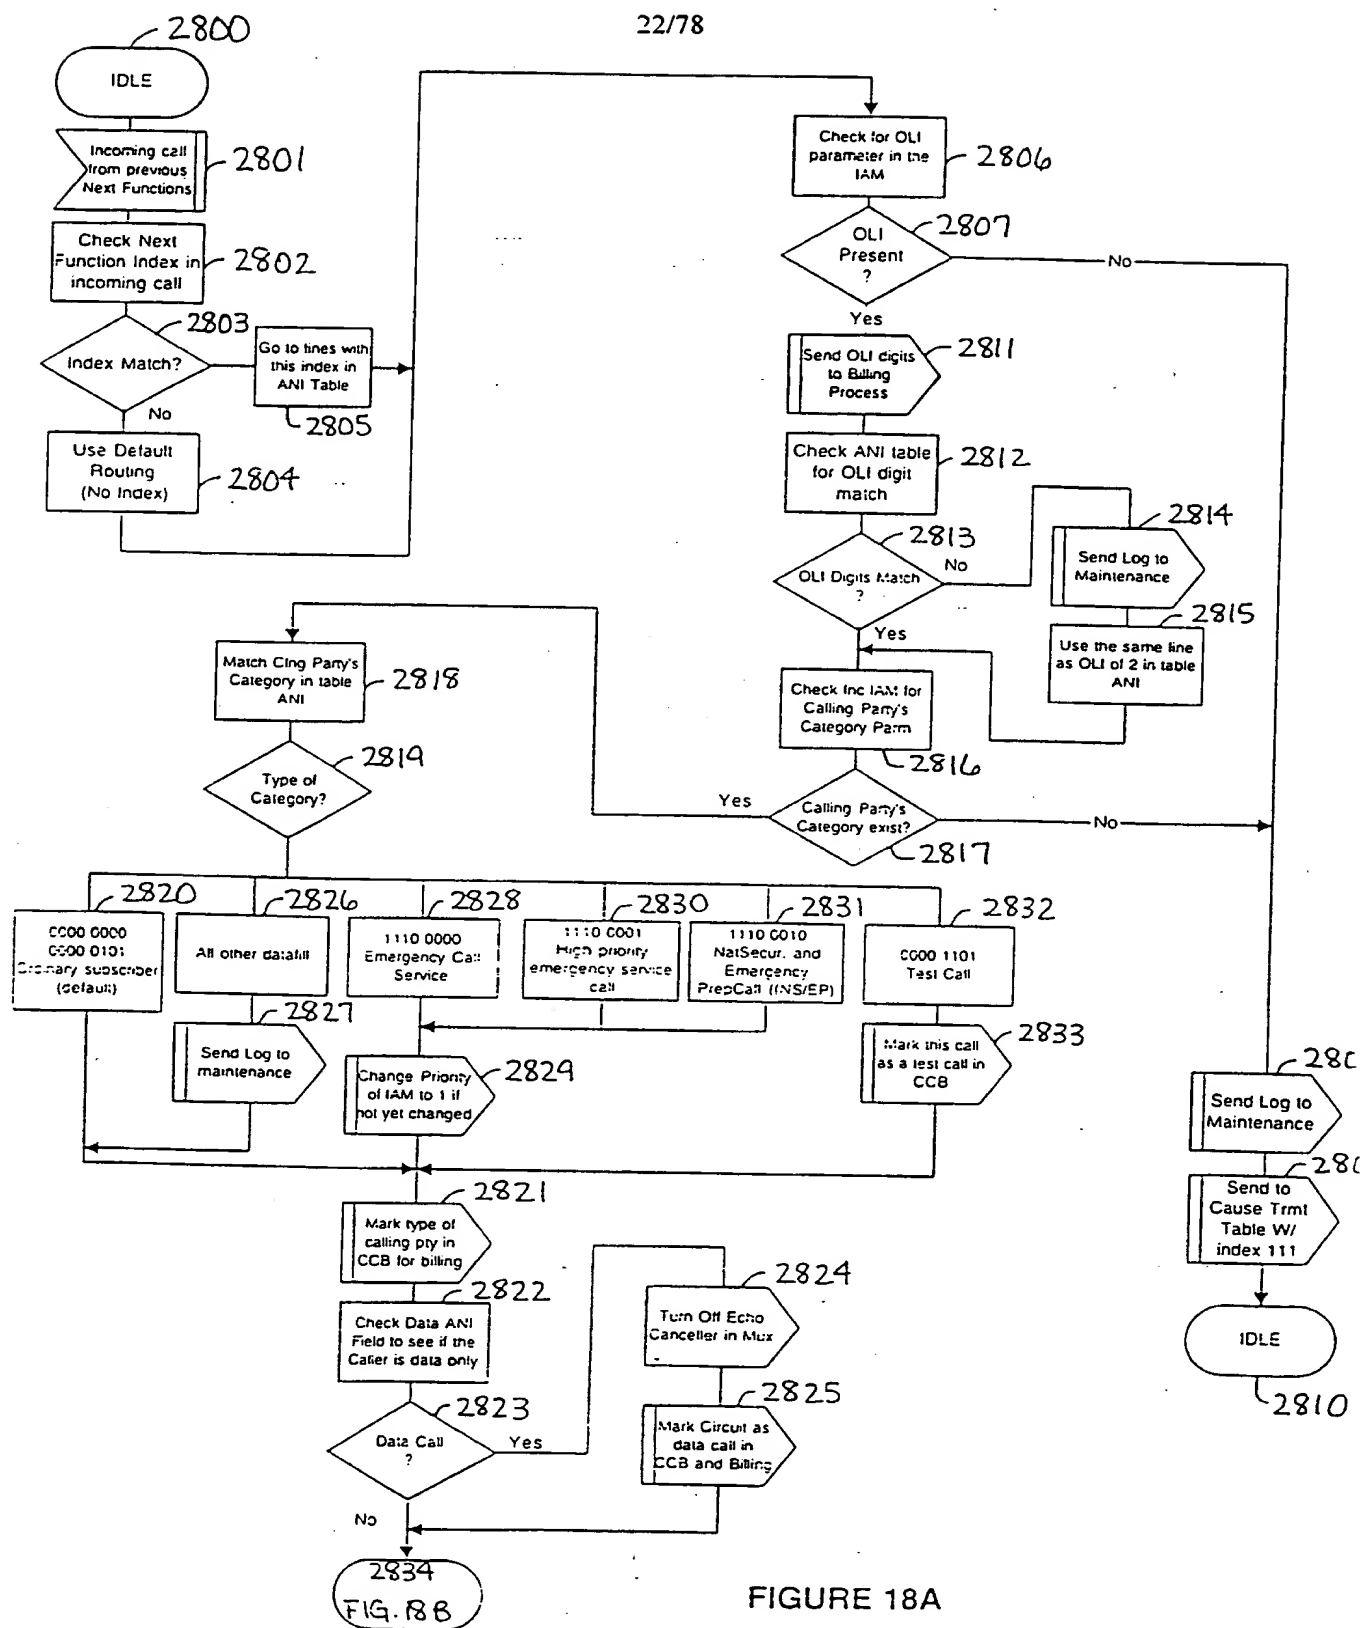 22/78
2800
IDLE
Incoming call
from previous
Next Functions
2801
Check Next
Function Index in
incoming call
2802
2803
Index Match?
No
Go to lines with
this index in
ANI Table
2805
Use Default
Routing
(No Index)
2804
Check for OLI
parameter in the
IAM
2806
2807
OLI
Present
?
No
Yes
Send OLI digits
to Billing
Process
2811
Check ANI table
for OLI digit
match
2812
2813
OLI Digits Match
?
No
Yes
2814
Send Log to
Maintenance
2815
Use the same line
as OLI of 2 in table
ANI
Check Inc IAM for
Calling Party's
Category Parm
2816
Calling Party's
Category exist?
Yes
No
2817
Match Clng Party's
Category in table
ANI
2818
2819
Type of
Category?
2820
0000 0000
0000 0101
Ordinary subscriber
(default)
2826
All other datafill
2827
Send Log to
maintenance
2828
1110 0000
Emergency Call
Service
2830
1110 0001
High priority
emergency service
call
2831
1110 0010
NatSecur. and
Emergency
PrepCall (INS/EP)
2832
0000 1101
Test Call
2833
Mark this call
as a test call in
CCB
2829
Change Priority
of IAM to 1 if
not yet changed
280
Send Log to
Maintenance
280
Send to
Cause Trmt
Table W/
index 111
IDLE
2810
2821
Mark type of
calling pty in
CCB for billing
2822
Check Data ANI
Field to see if the
Caller is data only
2823
Data Call
?
Yes
No
2824
Turn Off Echo
Canceller in Mux
2825
Mark Circuit as
data call in
CCB and Billing
2834
FIG. 18B
FIGURE 18A